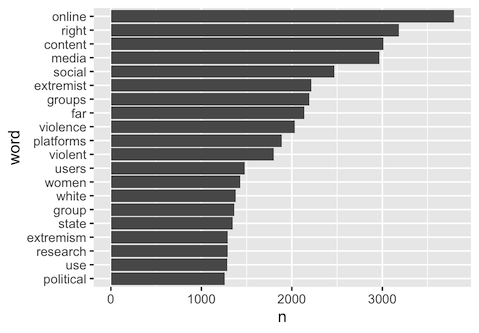 online
right
content
media
social
extremist
groups
far
violence
platforms
violent
users
women
white
group
state
extremism
research
use
political
word
0 1000 2000 3000
n